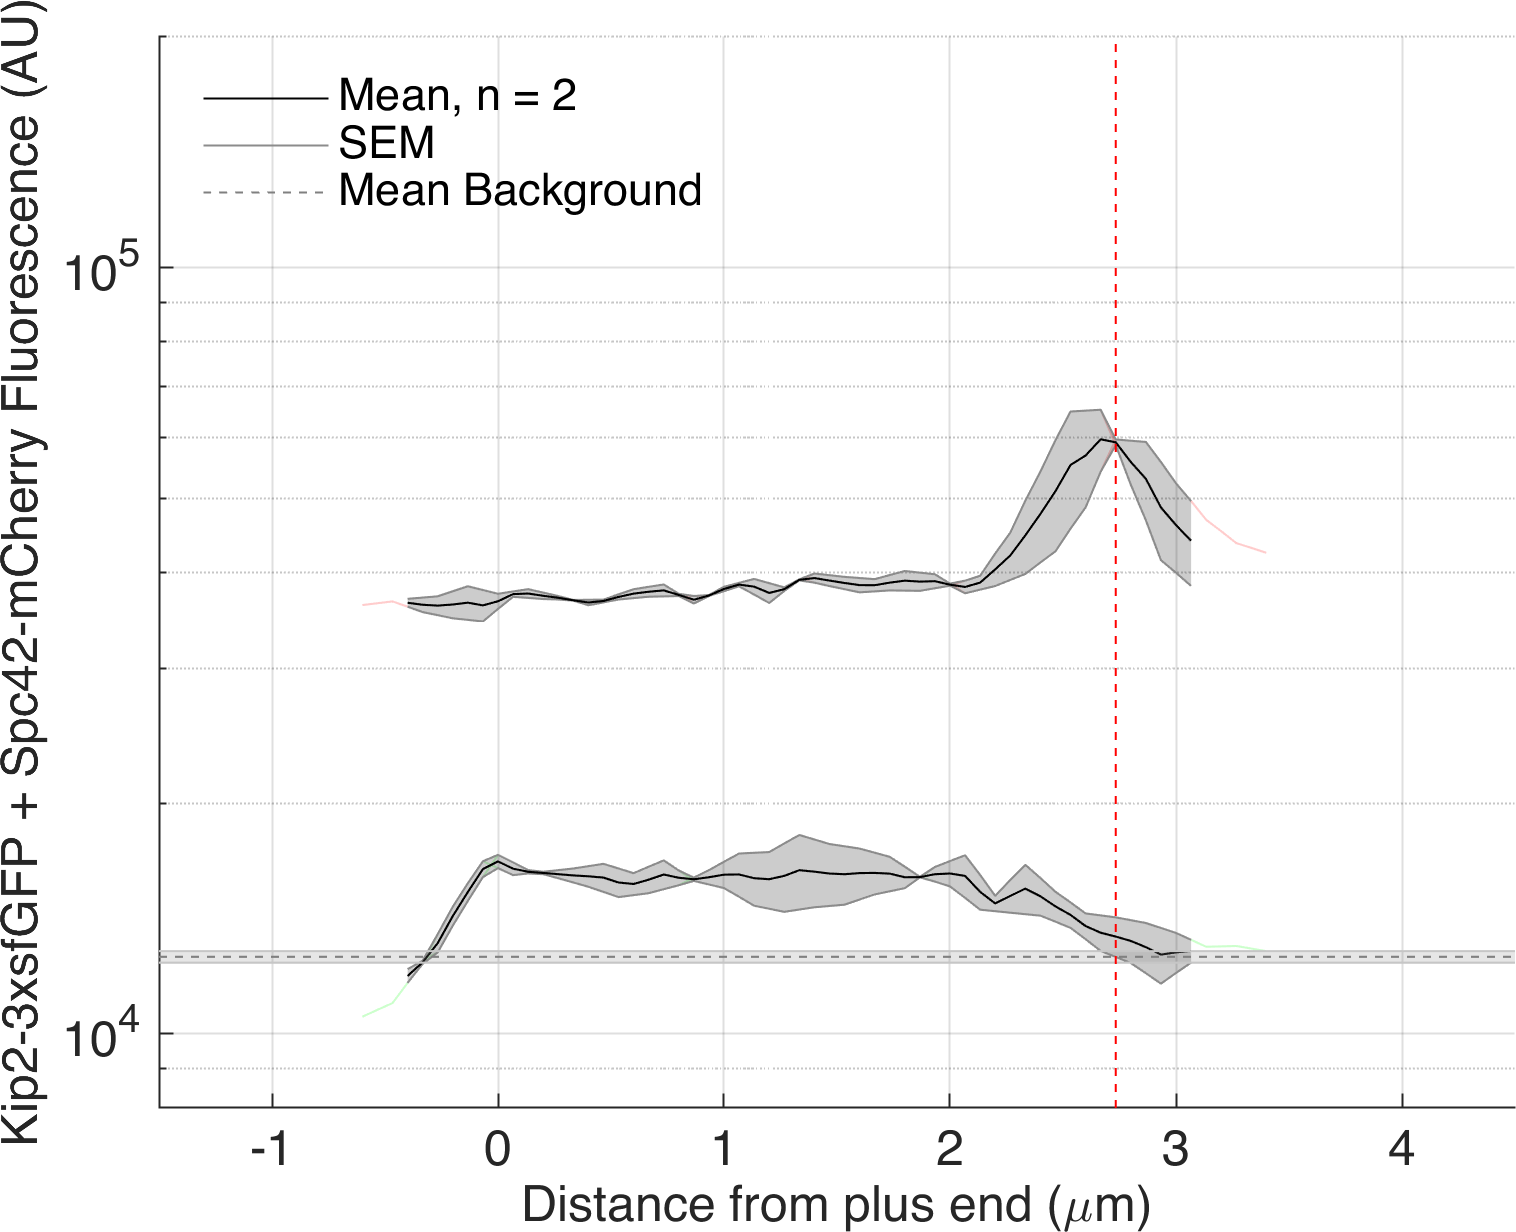 Kip2-3xsfGFP + Spc42-mCherry Fluorescence (AU)
Mean, n = 2
SEM
Mean Background
10^5
10^4
-1 0 1 2 3 4
Distance from plus end (μm)